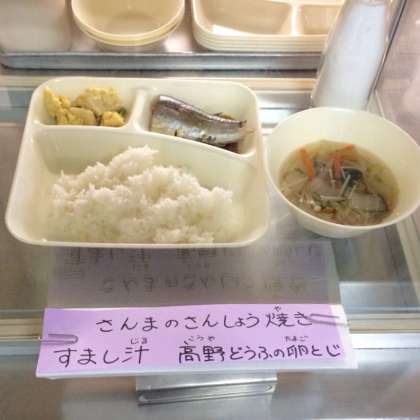 さんまのさんしょう焼き
すまし汁 高野どうふの卵とじ